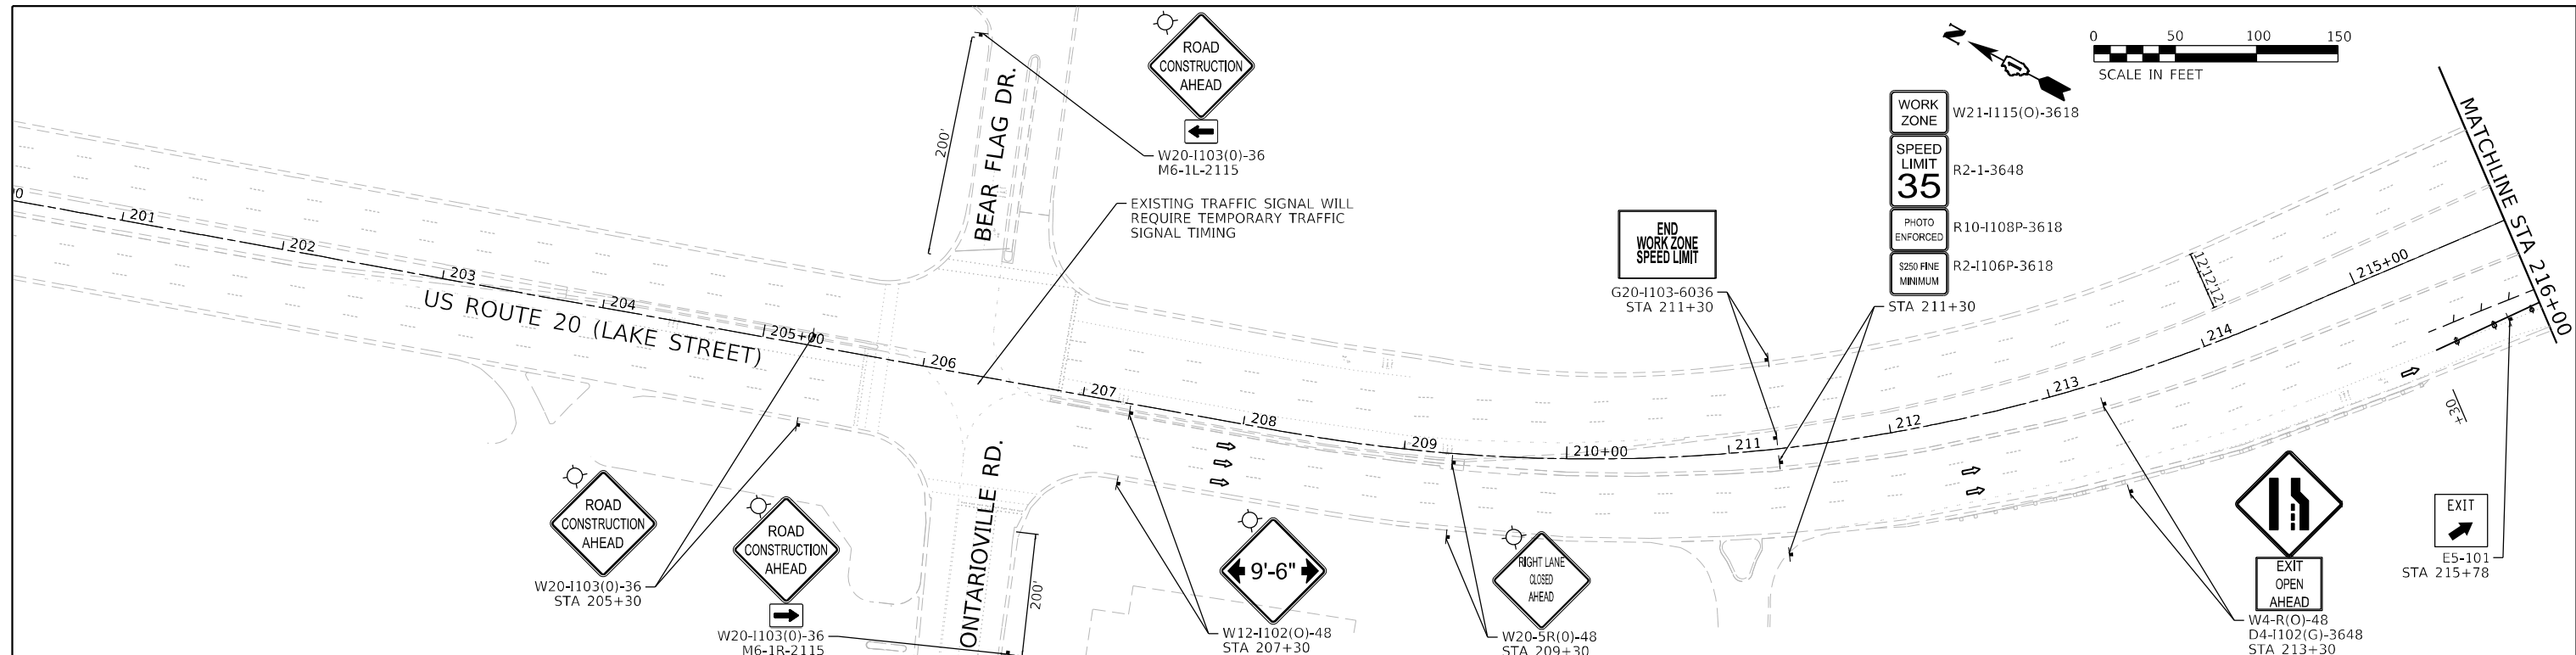 ROAD
CONSTRUCTION
AHEAD
W20-I103(0)-36
M6-1L-2115
200'
BEAR FLAG DR.
EXISTING TRAFFIC SIGNAL WILL
REQUIRE TEMPORARY TRAFFIC
SIGNAL TIMING
N
0 50 100 150
SCALE IN FEET
WORK
ZONE
W21-I115(O)-3618
SPEED
LIMIT
35
R2-1-3648
PHOTO
ENFORCED
R10-I108P-3618
$250 FINE
MINIMUM
R2-I106P-3618
STA 211+30
END
WORK ZONE
SPEED LIMIT
G20-I103-6036
STA 211+30
MATCHLINE STA 216+00
12'12'12'
201
202
203
204
205+00
206
207
208
209
210+00
211
212
213
214
215+00
US ROUTE 20 (LAKE STREET)
+30
ROAD
CONSTRUCTION
AHEAD
W20-I103(0)-36
STA 205+30
ROAD
CONSTRUCTION
AHEAD
W20-I103(0)-36
M6-1R-2115
ONTARIOVILLE RD.
200'
9'-6"
W12-I102(O)-48
STA 207+30
RIGHT LANE
CLOSED
AHEAD
W20-5R(0)-48
STA 209+30
EXIT
OPEN
AHEAD
W4-R(O)-48
D4-I102(G)-3648
STA 213+30
EXIT
E5-101
STA 215+78